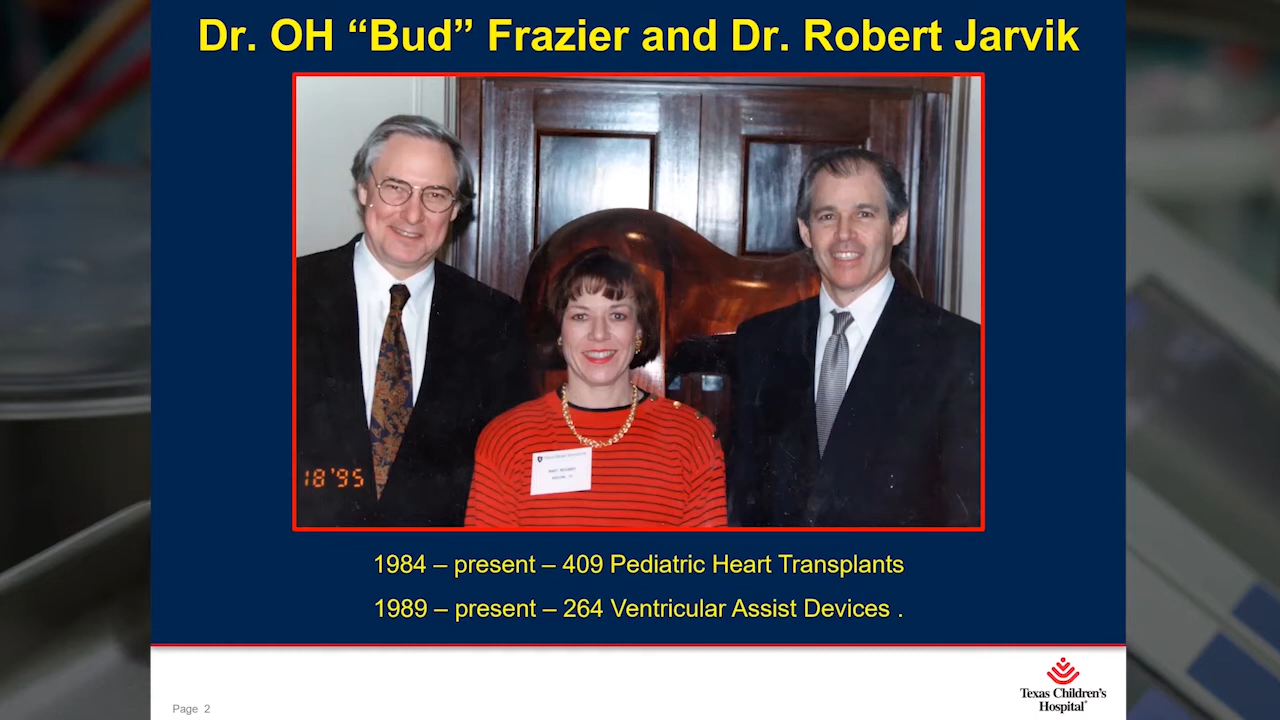 Dr. OH “Bud” Frazier and Dr. Robert Jarvik
18 '95
1984 – present – 409 Pediatric Heart Transplants
1989 – present – 264 Ventricular Assist Devices .
Page 2
Texas Children's
Hospital